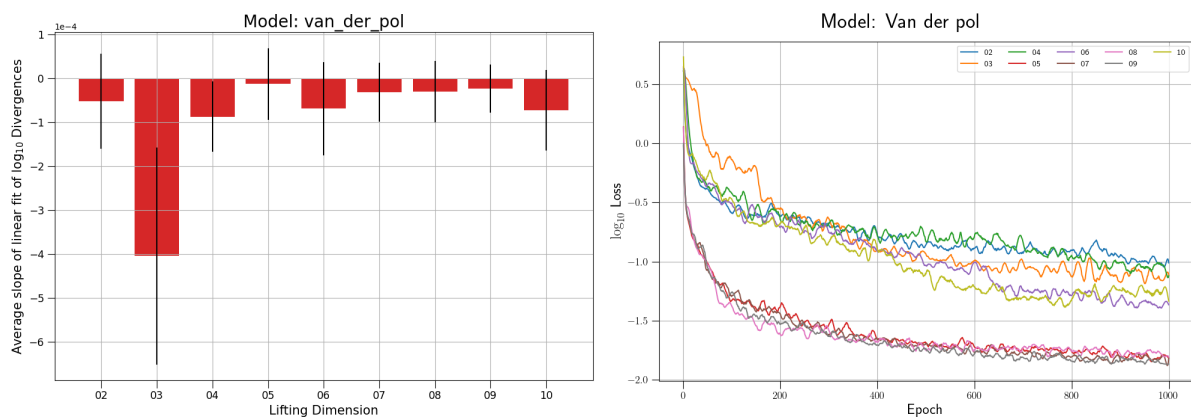 Model: van_der_pol
1e−4
1
0
−1
−2
−3
−4
−5
−6
02 03 04 05 06 07 08 09 10
Lifting Dimension
Average slope of linear fit of log₁₀ Divergences
Model: Van der pol
02 04 06 08 10
03 05 07 09
0.5
0.0
−0.5
−1.0
−1.5
−2.0
0 200 400 600 800 1000
Epoch
log₁₀ Loss